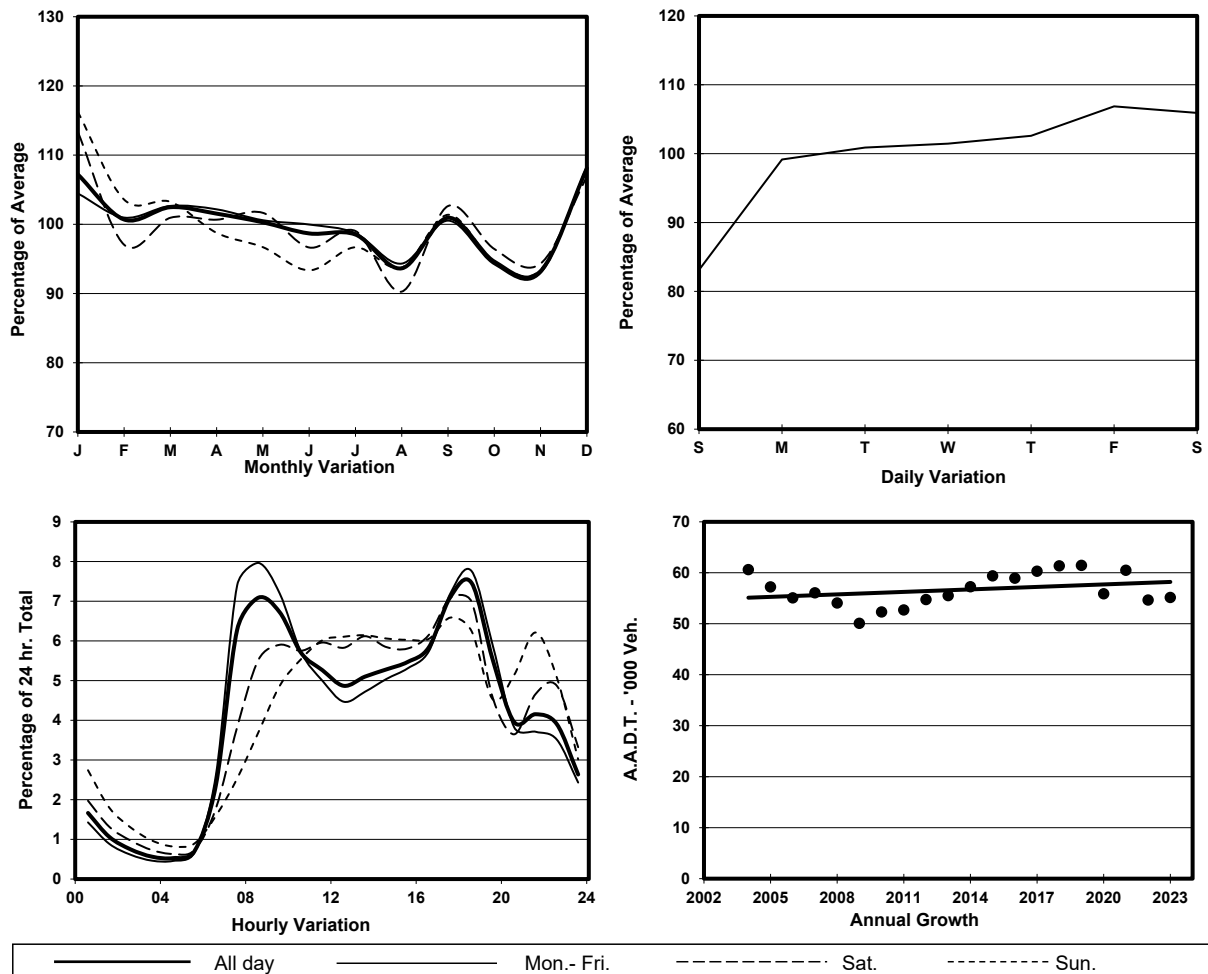 130
120
110
100
90
80
70
Percentage of Average
J F M A M J J A S O N D
Monthly Variation
120
110
100
90
80
70
60
Percentage of Average
S M T W T F S
Daily Variation
9
8
7
6
5
4
3
2
1
0
Percentage of 24 hr. Total
00 04 08 12 16 20 24
Hourly Variation
70
60
50
40
30
20
10
0
A.A.D.T. - '000 Veh.
2002 2005 2008 2011 2014 2017 2020 2023
Annual Growth
All day Mon.- Fri. Sat. Sun.